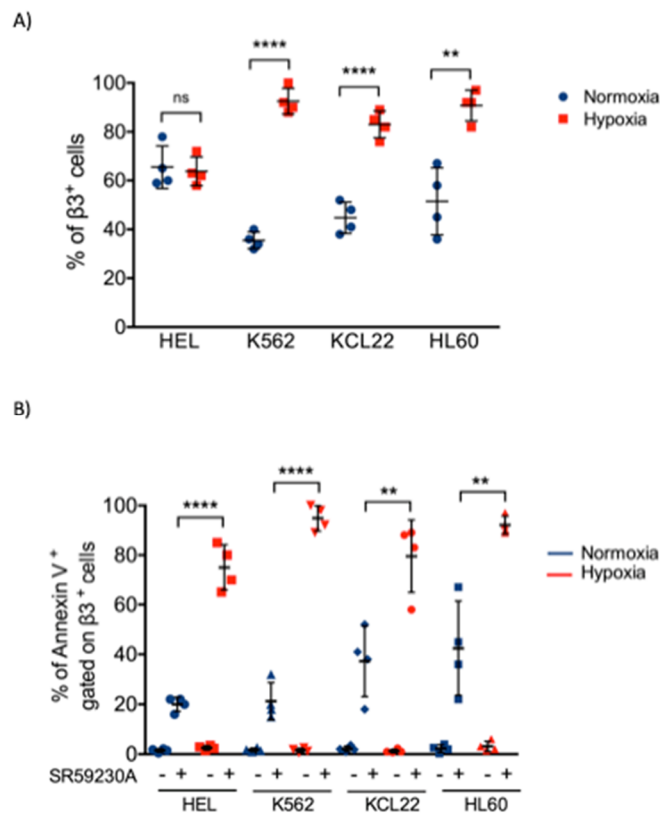 A)
**** **** **
ns
100
80
60
40
20
0
% of β3+ cells
Normoxia
Hypoxia
HEL K562 KCL22 HL60
B)
**** **** ** **
100
80
60
40
20
0
% of Annexin V +
gated on β3+ cells
Normoxia
Hypoxia
SR59230A - + - + - + - + - + - + - + - +
HEL K562 KCL22 HL60